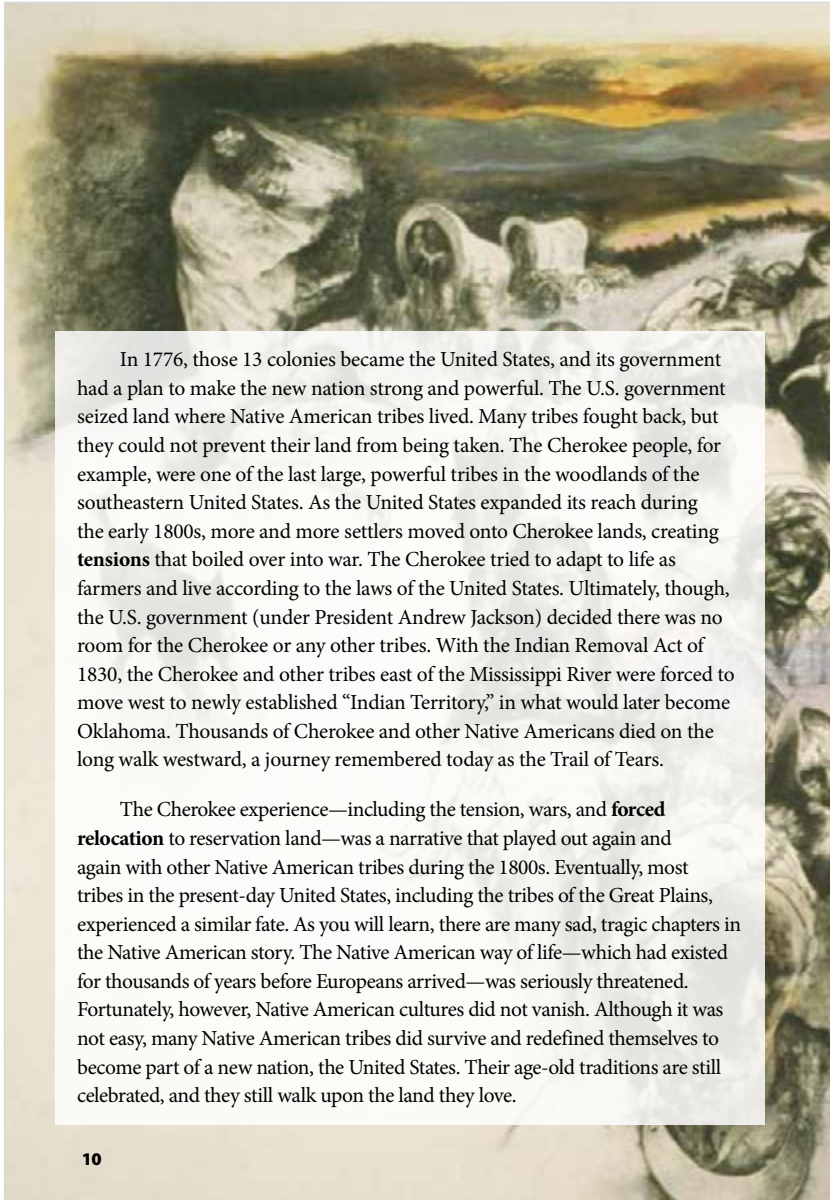 In 1776, those 13 colonies became the United States, and its government
had a plan to make the new nation strong and powerful. The U.S. government
seized land where Native American tribes lived. Many tribes fought back, but
they could not prevent their land from being taken. The Cherokee people, for
example, were one of the last large, powerful tribes in the woodlands of the
southeastern United States. As the United States expanded its reach during
the early 1800s, more and more settlers moved onto Cherokee lands, creating
tensions that boiled over into war. The Cherokee tried to adapt to life as
farmers and live according to the laws of the United States. Ultimately, though,
the U.S. government (under President Andrew Jackson) decided there was no
room for the Cherokee or any other tribes. With the Indian Removal Act of
1830, the Cherokee and other tribes east of the Mississippi River were forced to
move west to newly established “Indian Territory,” in what would later become
Oklahoma. Thousands of Cherokee and other Native Americans died on the
long walk westward, a journey remembered today as the Trail of Tears.
The Cherokee experience—including the tension, wars, and forced
relocation to reservation land—was a narrative that played out again and
again with other Native American tribes during the 1800s. Eventually, most
tribes in the present-day United States, including the tribes of the Great Plains,
experienced a similar fate. As you will learn, there are many sad, tragic chapters in
the Native American story. The Native American way of life—which had existed
for thousands of years before Europeans arrived—was seriously threatened.
Fortunately, however, Native American cultures did not vanish. Although it was
not easy, many Native American tribes did survive and redefined themselves to
become part of a new nation, the United States. Their age-old traditions are still
celebrated, and they still walk upon the land they love.
10